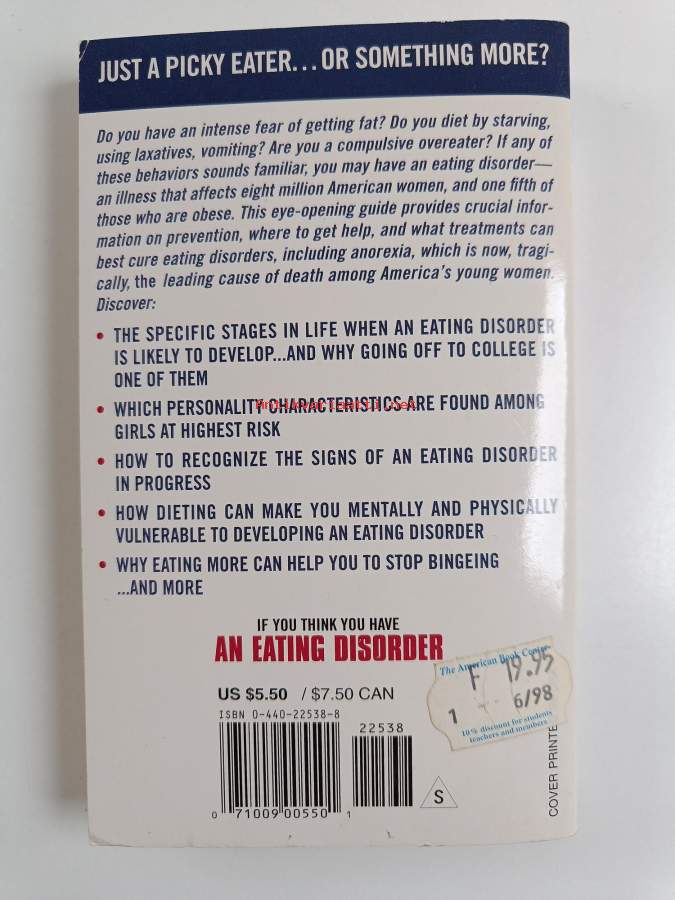 JUST A PICKY EATER...OR SOMETHING MORE?
Do you have an intense fear of getting fat? Do you diet by starving,
using laxatives, vomiting? Are you a compulsive overeater? If any of
these behaviors sounds familiar, you may have an eating disorder—
an illness that affects eight million American women, and one fifth of
those who are obese. This eye-opening guide provides crucial infor-
mation on prevention, where to get help, and what treatments can
best cure eating disorders, including anorexia, which is now, tragi-
cally, the leading cause of death among America's young women.
Discover:
• THE SPECIFIC STAGES IN LIFE WHEN AN EATING DISORDER
IS LIKELY TO DEVELOP...AND WHY GOING OFF TO COLLEGE IS
ONE OF THEM
• WHICH PERSONALITY CHARACTERISTICS ARE FOUND AMONG
GIRLS AT HIGHEST RISK
Antikvariaatti.net
• HOW TO RECOGNIZE THE SIGNS OF AN EATING DISORDER
IN PROGRESS
• HOW DIETING CAN MAKE YOU MENTALLY AND PHYSICALLY
VULNERABLE TO DEVELOPING AN EATING DISORDER
• WHY EATING MORE CAN HELP YOU TO STOP BINGEING
...AND MORE
IF YOU THINK YOU HAVE
AN EATING DISORDER
US $5.50 / $7.50 CAN
ISBN 0-440-22538-8
22538
0 71009 00550 1
S
The American Book Center
F 19.95
1 6/98
10% discount for students
teachers and members
COVER PRINTE